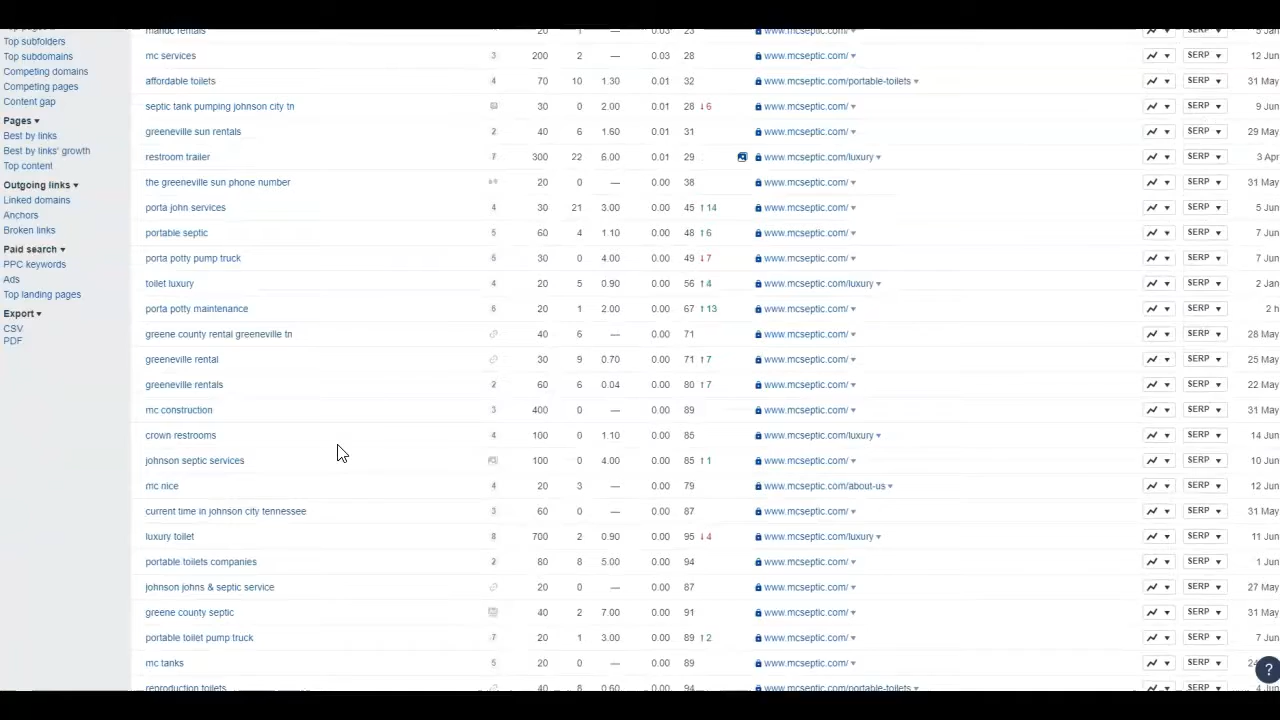 Top subfolders
Top subdomains
Competing domains
Competing pages
Content gap
Pages
Best by links
Best by links' growth
Top content
Outgoing links
Linked domains
Anchors
Broken links
Paid search
PPC keywords
Ads
Top landing pages
Export
CSV
PDF
mc services 3 200 2 — 0.03 28 www.mcseptic.com/ SERP 12 Jun
affordable toilets 4 70 10 1.30 0.01 32 www.mcseptic.com/portable-toilets SERP 31 May
septic tank pumping johnson city tn 30 0 2.00 0.01 28 ↓6 www.mcseptic.com/ SERP 9 Jun
greeneville sun rentals 2 40 6 1.60 0.01 31 www.mcseptic.com/ SERP 29 May
restroom trailer 7 300 22 6.00 0.01 29 www.mcseptic.com/luxury SERP 3 Apr
the greeneville sun phone number 20 0 — 0.00 38 www.mcseptic.com/ SERP 31 May
porta john services 4 30 21 3.00 0.00 45 ↑14 www.mcseptic.com/ SERP 5 Jun
portable septic 5 60 4 1.10 0.00 48 ↑6 www.mcseptic.com/ SERP 7 Jun
porta potty pump truck 30 0 4.00 0.00 49 ↓7 www.mcseptic.com/ SERP 7 Jun
toilet luxury 4 20 5 0.90 0.00 56 ↑4 www.mcseptic.com/luxury SERP 2 Jan
porta potty maintenance 6 20 1 2.00 0.00 67 ↑13 www.mcseptic.com/ SERP 2 h
greene county rental greeneville tn 40 6 — 0.00 71 www.mcseptic.com/ SERP 28 May
greeneville rental 30 9 0.70 0.00 71 ↑7 www.mcseptic.com/ SERP 25 May
greeneville rentals 2 60 6 0.04 0.00 80 ↑7 www.mcseptic.com/ SERP 22 May
mc construction 3 400 0 — 0.00 89 www.mcseptic.com/ SERP 31 May
crown restrooms 4 100 0 1.10 0.00 85 www.mcseptic.com/luxury SERP 14 Jun
johnson septic services 100 0 4.00 0.00 85 ↑1 www.mcseptic.com/ SERP 10 Jun
mc nice 4 20 3 — 0.00 79 www.mcseptic.com/about-us SERP 12 Jun
current time in johnson city tennessee 3 60 0 — 0.00 87 www.mcseptic.com/ SERP 31 May
luxury toilet 8 700 2 0.90 0.00 95 ↓4 www.mcseptic.com/luxury SERP 11 Jun
portable toilets companies 2 80 8 5.00 0.00 94 www.mcseptic.com/ SERP 1 Jun
johnson johns & septic service 20 0 — 0.00 87 www.mcseptic.com/ SERP 27 May
greene county septic 40 2 7.00 0.00 91 www.mcseptic.com/ SERP 31 May
portable toilet pump truck 7 20 1 3.00 0.00 89 ↑2 www.mcseptic.com/ SERP 7 Jun
mc tanks 5 20 0 — 0.00 89 www.mcseptic.com/ SERP
reproduction toilets 40 8 0.60 0.00 94 www.mcseptic.com/portable-toilets SERP 4 Jun
?